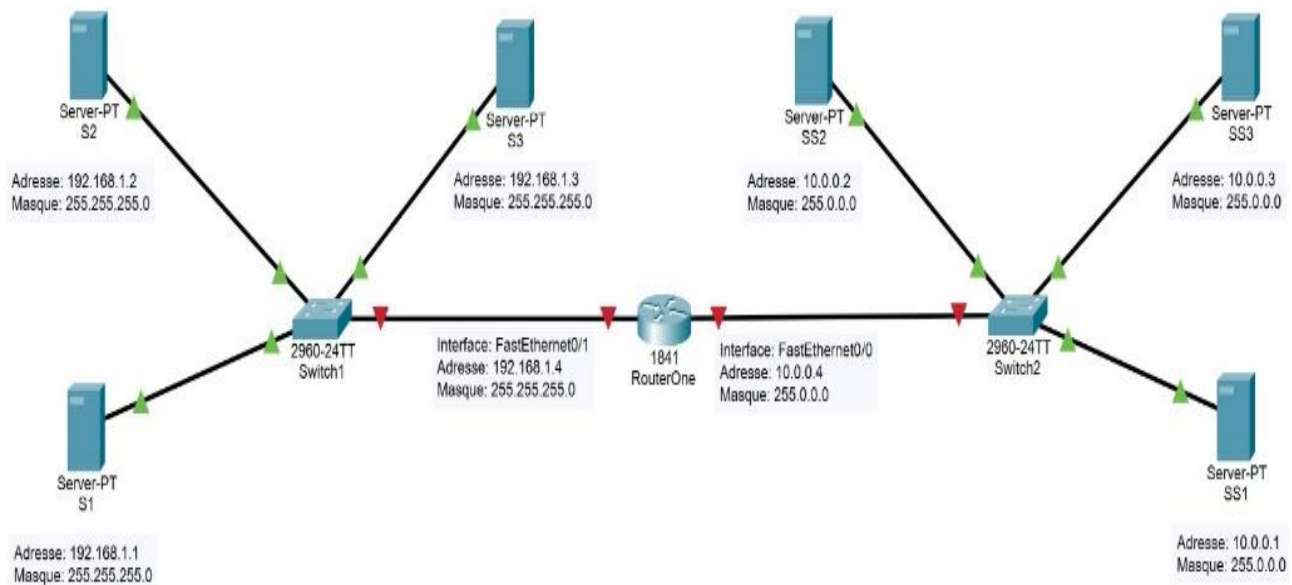 Server-PT
S2
Adresse: 192.168.1.2
Masque: 255.255.255.0
Server-PT
S3
Adresse: 192.168.1.3
Masque: 255.255.255.0
Server-PT
SS2
Adresse: 10.0.0.2
Masque: 255.0.0.0
Server-PT
SS3
Adresse: 10.0.0.3
Masque: 255.0.0.0
2960-24TT
Switch1
Interface: FastEthernet0/1
Adresse: 192.168.1.4
Masque: 255.255.255.0
1841
RouterOne
Interface: FastEthernet0/0
Adresse: 10.0.0.4
Masque: 255.0.0.0
2960-24TT
Switch2
Server-PT
S1
Adresse: 192.168.1.1
Masque: 255.255.255.0
Server-PT
SS1
Adresse: 10.0.0.1
Masque: 255.0.0.0